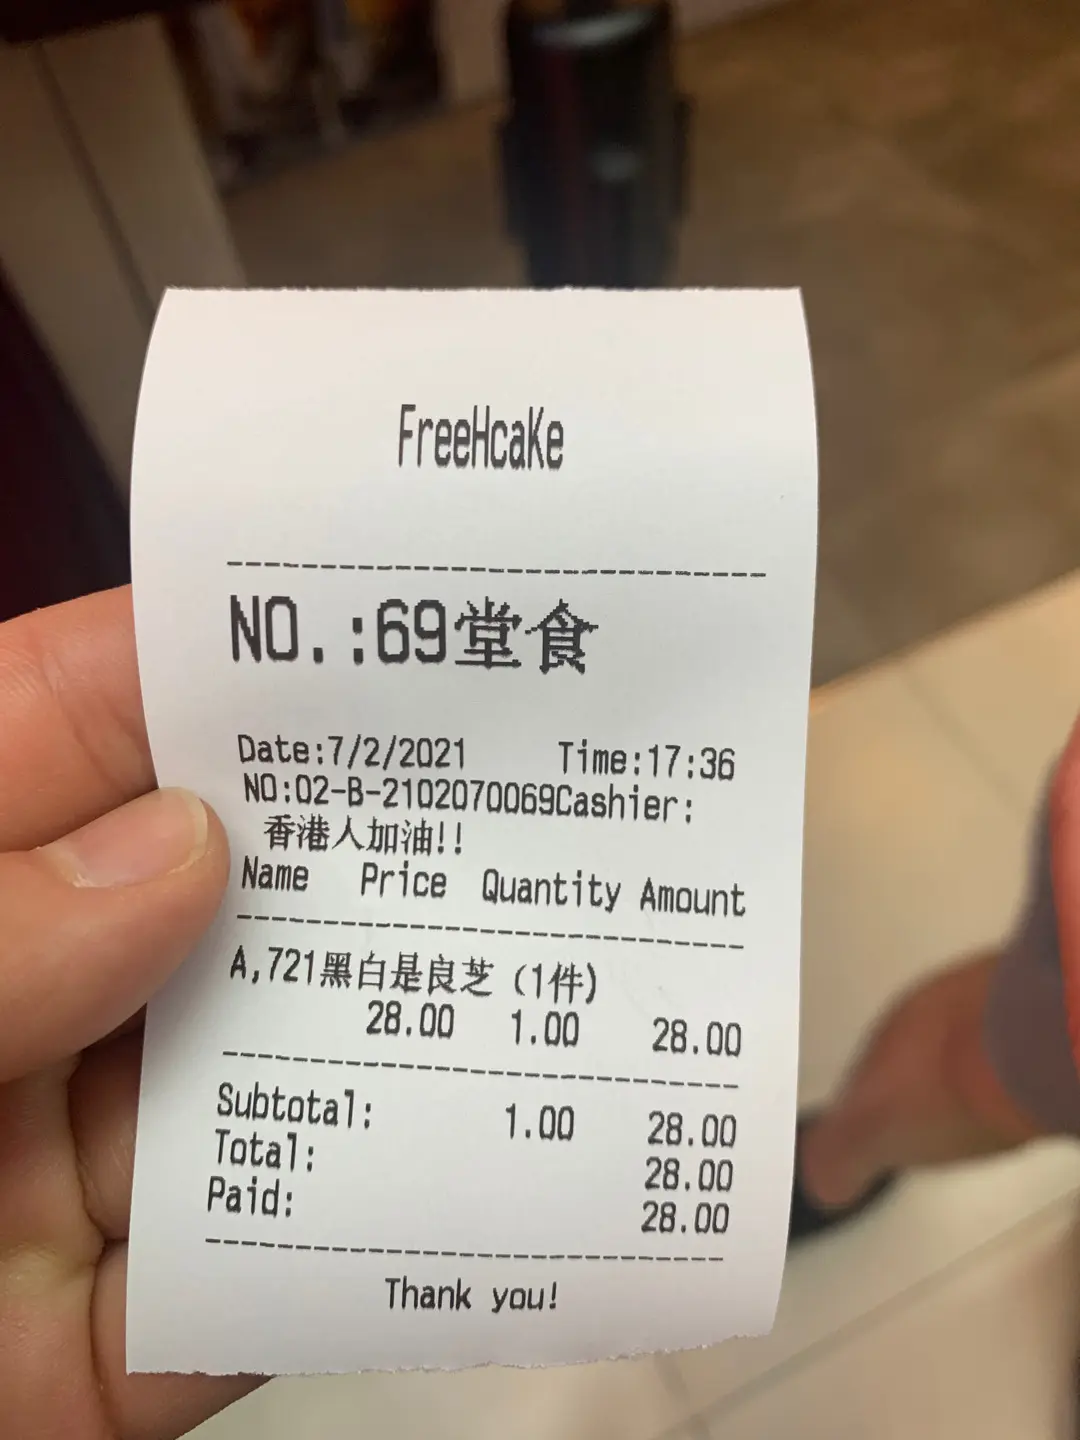 FreeHcaKe
NO.:69堂食
Date:7/2/2021 Time:17:36
NO:02-B-2102070069Cashier:
香港人加油!!
Name Price Quantity Amount
A,721黑白是良芝（1件）
28.00 1.00 28.00
Subtotal: 1.00 28.00
Total: 28.00
Paid: 28.00
Thank you!